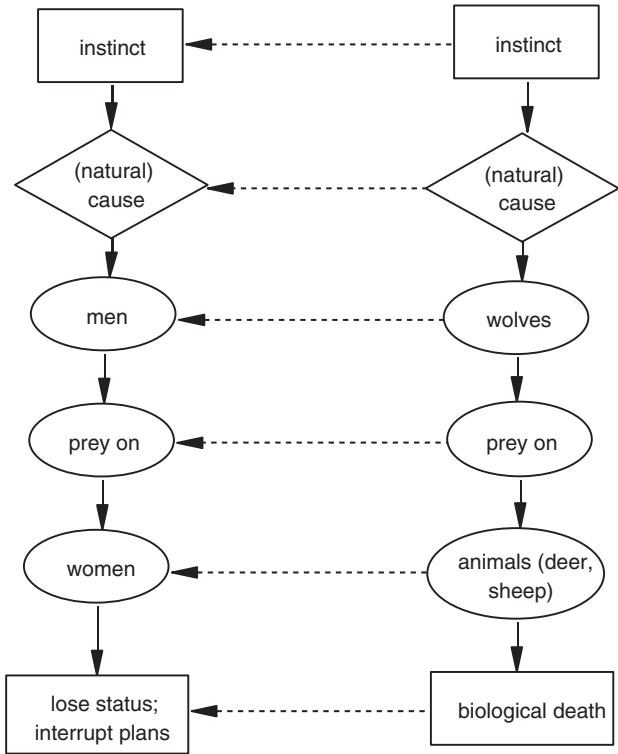 instinct
instinct
(natural)
cause
(natural)
cause
men
wolves
prey on
prey on
women
animals (deer,
sheep)
lose status;
interrupt plans
biological death